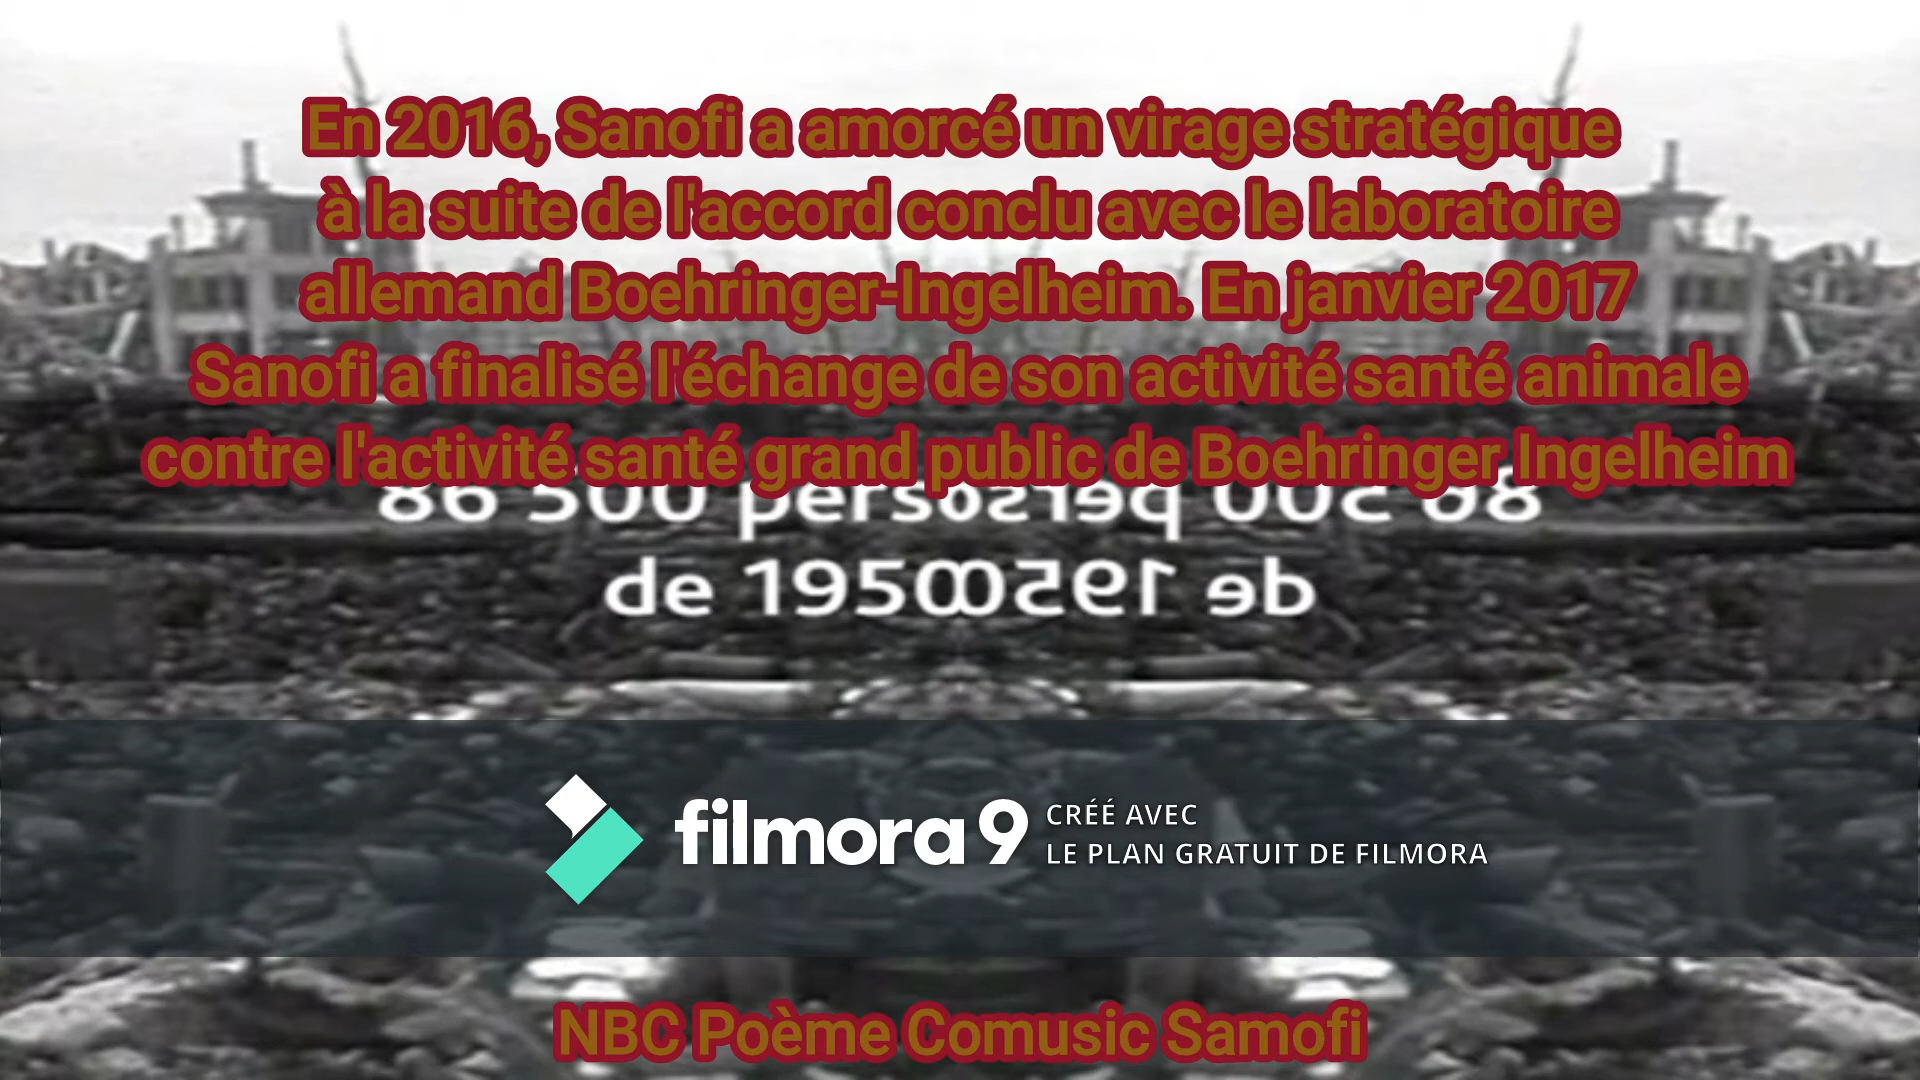 En 2016, Sanofi a amorcé un virage stratégique
à la suite de l'accord conclu avec le laboratoire
allemand Boehringer-Ingelheim. En janvier 2017
Sanofi a finalisé l'échange de son activité santé animale
contre l'activité santé grand public de Boehringer Ingelheim
86 500 pers
de 1950
filmora 9 CRÉÉ AVEC
LE PLAN GRATUIT DE FILMORA
NBC Poème Comusic Samofi